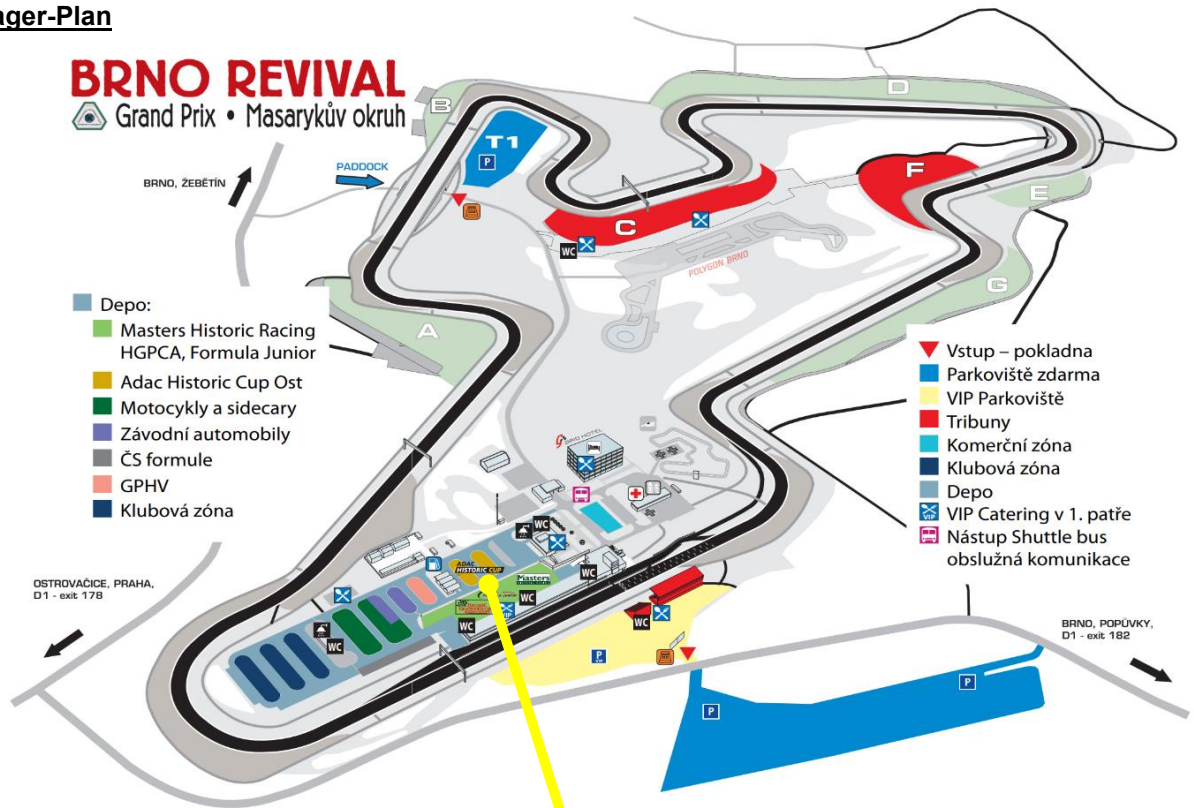 ager-Plan
BRNO REVIVAL
Grand Prix • Masarykův okruh
B
D
T1
P
PADDOCK
BRNO, ŽEBĚTÍN
F
E
C
WC
POLYGON BRNO
G
A
Depo:
Masters Historic Racing
HGPCA, Formula Junior
Adac Historic Cup Ost
Motocykly a sidecary
Závodní automobily
ČS formule
GPHV
Klubová zóna
Vstup – pokladna
Parkoviště zdarma
VIP Parkoviště
Tribuny
Komerční zóna
Klubová zóna
Depo
VIP Catering v 1. patře
Nástup Shuttle bus
obslužná komunikace
HOTEL
WC
ADAC
HISTORIC CUP
Masters
WC
WC
VIP
WC
WC
WC
OSTROVAČICE, PRAHA,
D1 - exit 178
BRNO, POPŮVKY,
D1 - exit 182
P
VIP
P
P